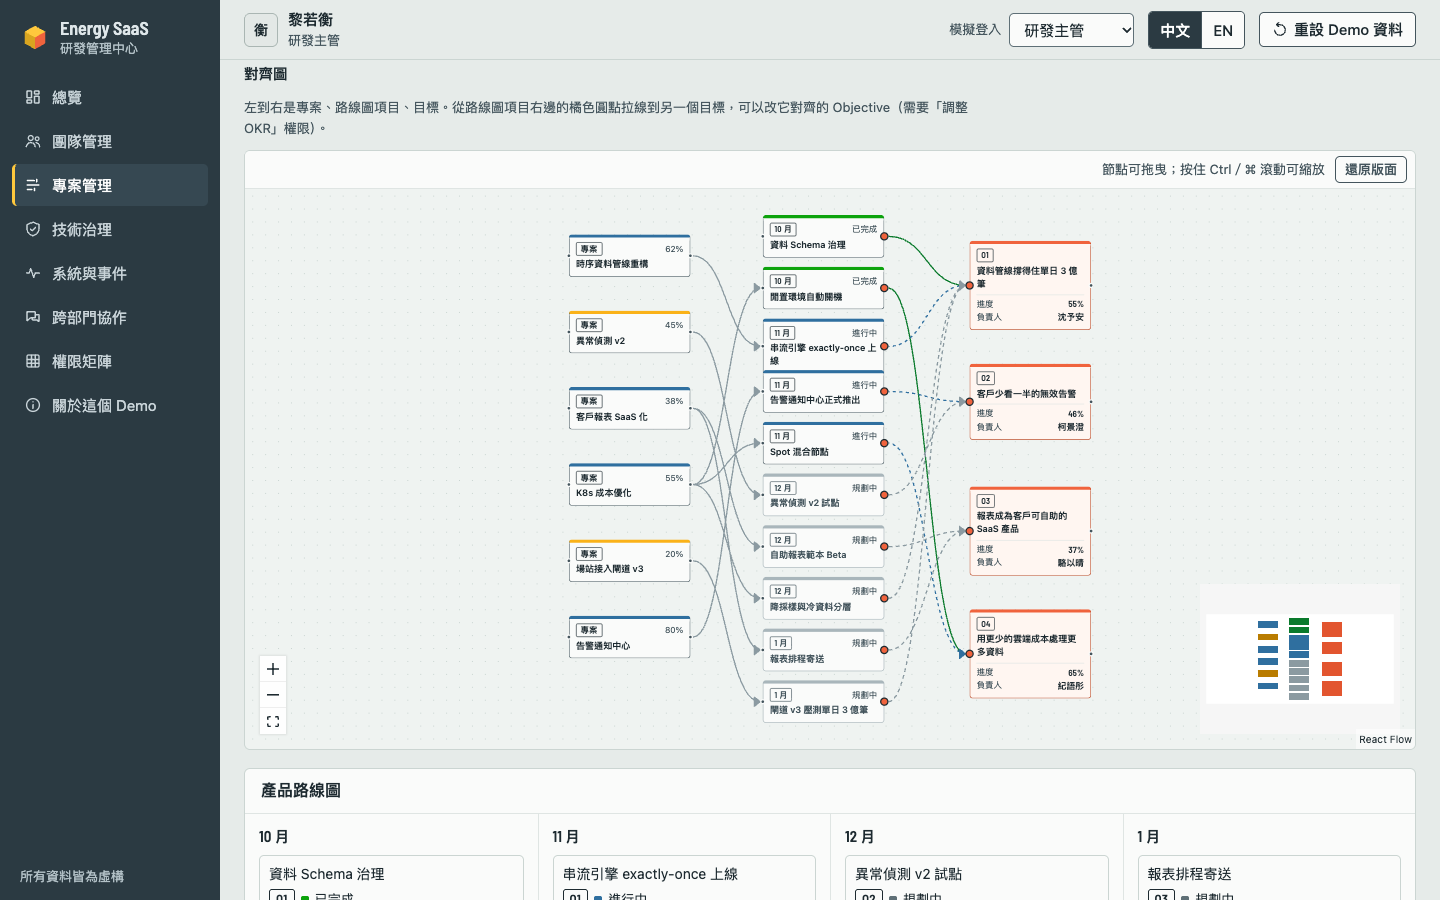 Energy SaaS
研發管理中心
總覽
團隊管理
專案管理
技術治理
系統與事件
跨部門協作
權限矩陣
關於這個 Demo
所有資料皆為虛構
衡
黎若衡
研發主管
模擬登入
研發主管
中文
EN
重設 Demo 資料
對齊圖
左到右是專案、路線圖項目、目標。從路線圖項目右邊的橘色圓點拉線到另一個目標，可以改它對齊的 Objective（需要「調整
OKR」權限）。
節點可拖曳；按住 Ctrl / ⌘ 滾動可縮放
還原版面
專案 62%
時序資料管線重構
專案 45%
異常偵測 v2
專案 38%
客戶報表 SaaS 化
專案 55%
K8s 成本優化
專案 20%
場站接入閘道 v3
專案 80%
告警通知中心
10 月 已完成
資料 Schema 治理
10 月 已完成
閒置環境自動關機
11 月 進行中
串流引擎 exactly-once 上
線
11 月 進行中
告警通知中心正式推出
11 月 進行中
Spot 混合節點
12 月 規劃中
異常偵測 v2 試點
12 月 規劃中
自助報表範本 Beta
12 月 規劃中
降採樣與冷資料分層
1 月 規劃中
報表排程寄送
1 月 規劃中
閘道 v3 壓測單日 3 億筆
01
資料管線撐得住單日 3 億
筆
進度 55%
負責人 沈予安
02
客戶少看一半的無效告警
進度 46%
負責人 柯景澄
03
報表成為客戶可自助的
SaaS 產品
進度 37%
負責人 駱以晴
04
用更少的雲端成本處理更
多資料
進度 65%
負責人 紀語彤
React Flow
產品路線圖
10 月
資料 Schema 治理
01 已完成
11 月
串流引擎 exactly-once 上線
01 進行中
12 月
異常偵測 v2 試點
02 規劃中
1 月
報表排程寄送
03 規劃中